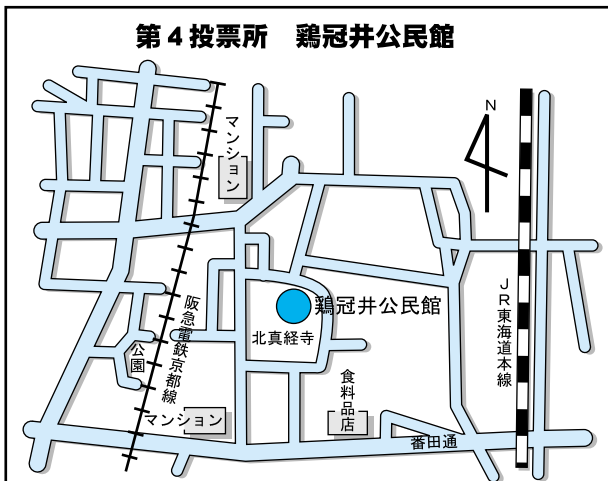 第4投票所　鶏冠井公民館
マンション
N
阪急電鉄京都線
鶏冠井公民館
北真経寺
JR東海道本線
公園
食料品店
マンション
番田通